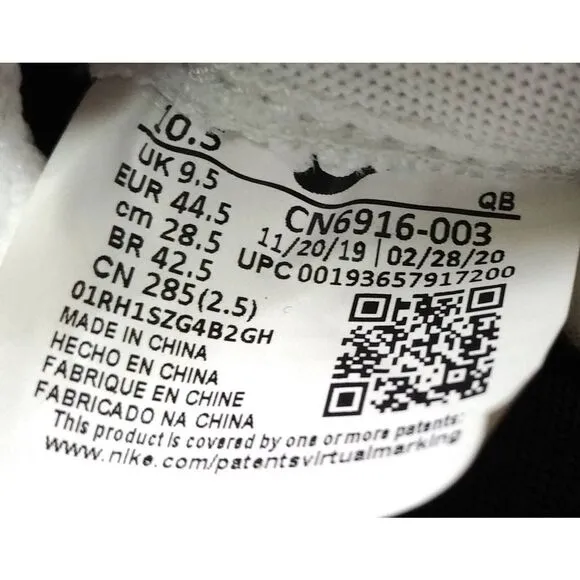 10.5
UK 9.5
EUR 44.5
cm 28.5
BR 42.5
CN 285(2.5)
01RH1SZG4B2GH
MADE IN CHINA
HECHO EN CHINA
FABRIQUE EN CHINE
FABRICADO NA CHINA
QB
CN6916-003
11/20/19 | 02/28/20
UPC 00193657917200
This product is covered by one or more patents:
www.nike.com/patentsvirtualmarking